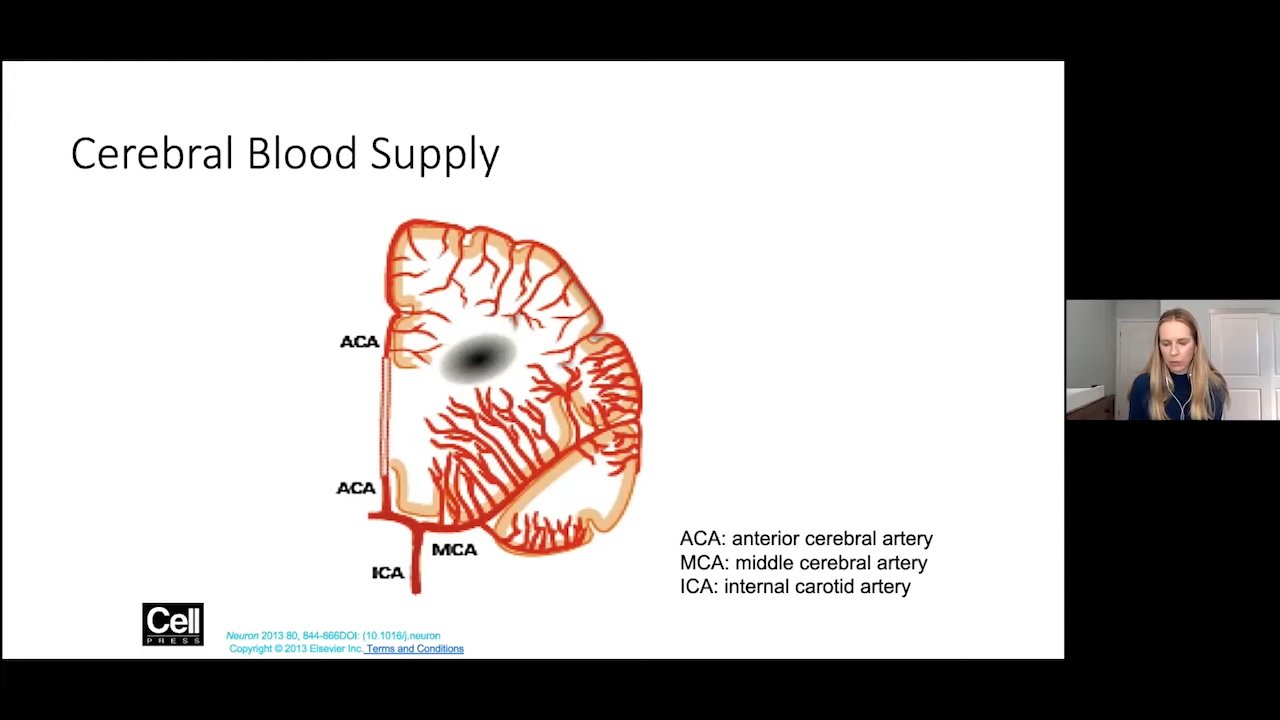 Cerebral Blood Supply
ACA
ACA
MCA
ICA
ACA: anterior cerebral artery
MCA: middle cerebral artery
ICA: internal carotid artery
Cell
PRESS
Neuron 2013 80, 844-866DOI: (10.1016/j.neuron
Copyright © 2013 Elsevier Inc. Terms and Conditions